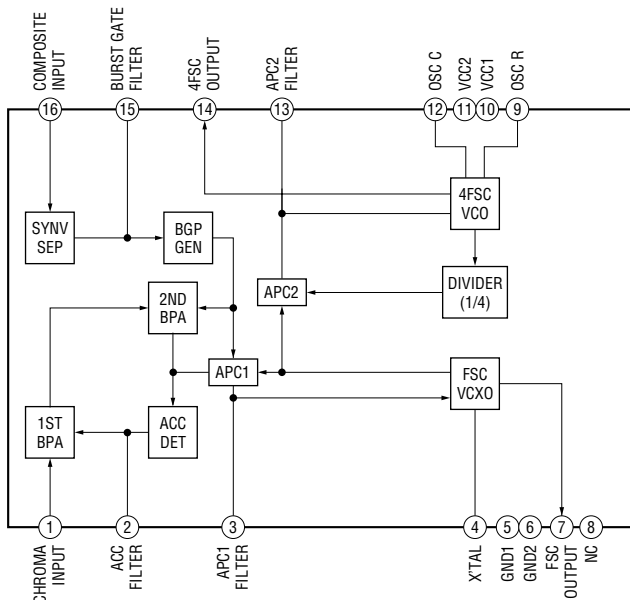 COMPOSITE
INPUT
BURST GATE
FILTER
4FSC
OUTPUT
APC2
FILTER
OSC C
VCC2
VCC1
OSC R
16
15
14
13
12
11
10
9
SYNV
SEP
BGP
GEN
4FSC
VCO
2ND
BPA
APC2
DIVIDER
(1/4)
APC1
FSC
VCXO
1ST
BPA
ACC
DET
1
2
3
4
5
6
7
8
CHROMA
INPUT
ACC
FILTER
APC1
FILTER
X'TAL
GND1
GND2
FSC
OUTPUT
NC